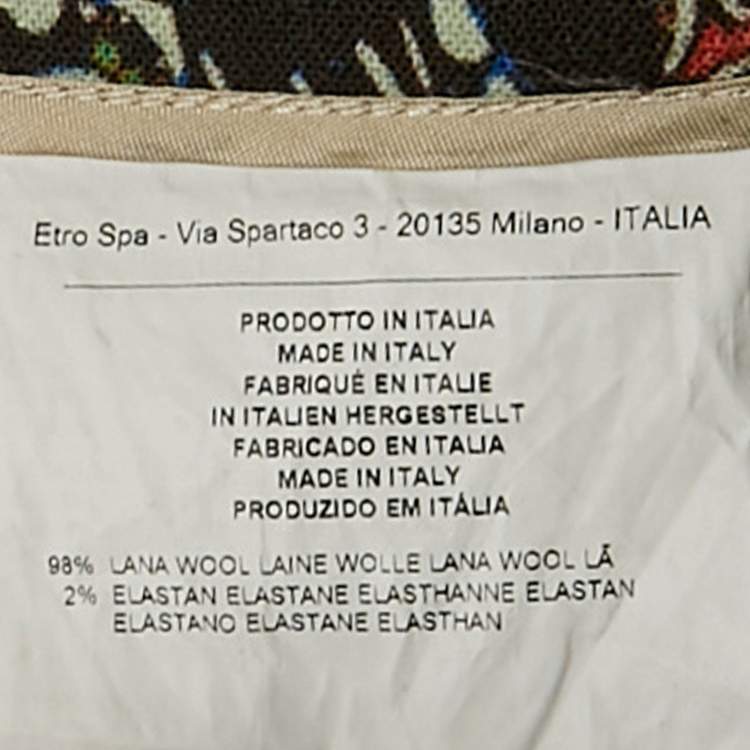 Etro Spa - Via Spartaco 3 - 20135 Milano - ITALIA
PRODOTTO IN ITALIA
MADE IN ITALY
FABRIQUÉ EN ITALIE
IN ITALIEN HERGESTELLT
FABRICADO EN ITALIA
MADE IN ITALY
PRODUZIDO EM ITÁLIA
98% LANA WOOL LAINE WOLLE LANA WOOL LÃ
2% ELASTAN ELASTANE ELASTHANNE ELASTAN
ELASTANO ELASTANE ELASTHAN